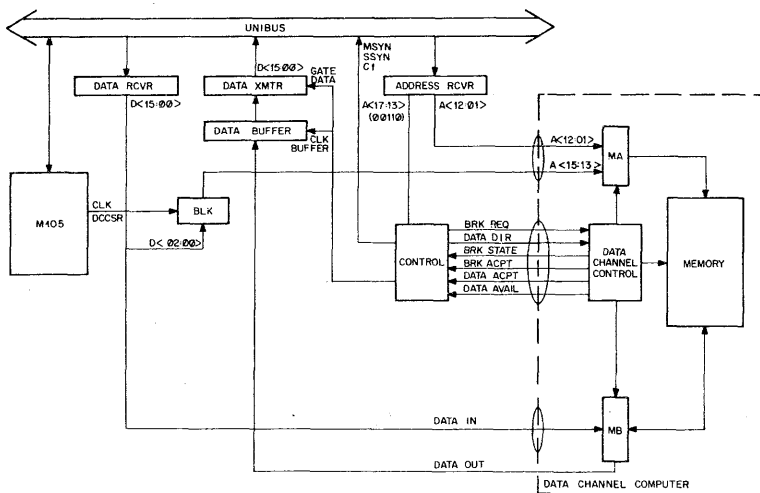 UNIBUS
DATA RCVR
D<15:00>
D<15:00>
DATA XMTR
GATE
DATA
DATA BUFFER
CLK
BUFFER
MSYN
SSYN
C1
ADDRESS RCVR
A<17:13>
(00110)
A<12:01>
A<12:01>
A<15:13>
MA
M105
CLK
DCCSR
BLK
D<02:00>
CONTROL
BRK REQ
DATA DIR
BRK STATE
BRK ACPT
DATA ACPT
DATA AVAIL
DATA
CHANNEL
CONTROL
MEMORY
DATA IN
MB
DATA OUT
DATA CHANNEL COMPUTER